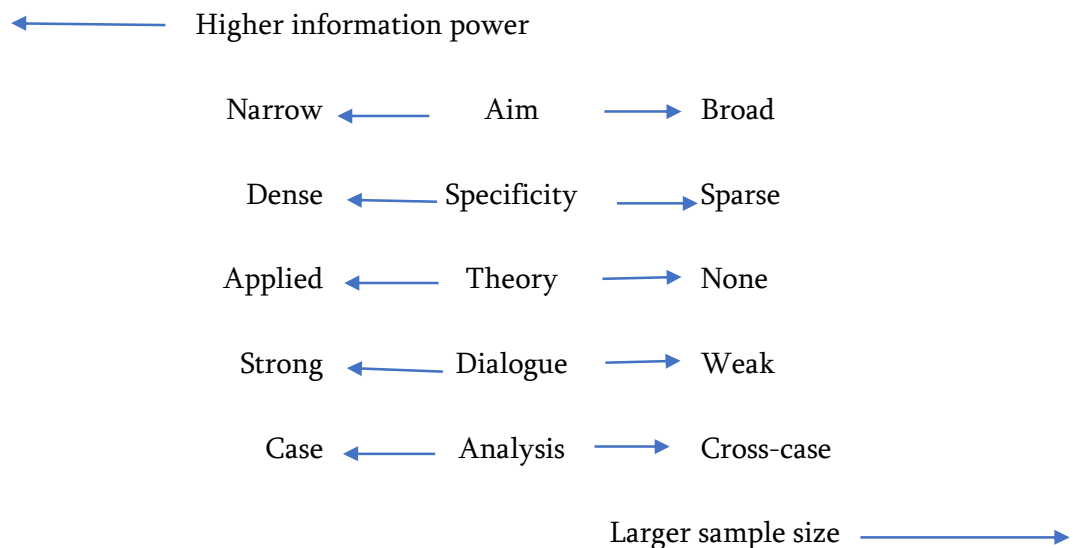 Higher information power
Narrow Aim Broad
Dense Specificity Sparse
Applied Theory None
Strong Dialogue Weak
Case Analysis Cross-case
Larger sample size